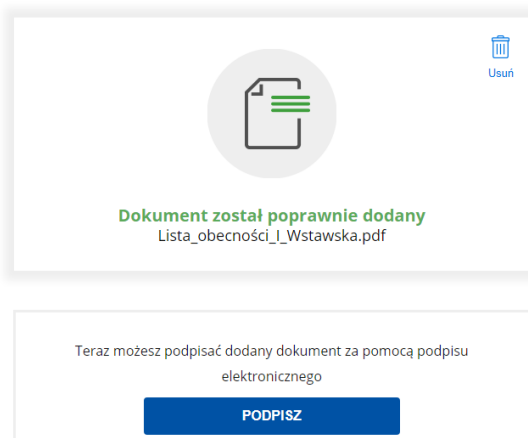 Usuń
Dokument został poprawnie dodany
Lista_obecności_I_Wstawska.pdf
Teraz możesz podpisać dodany dokument za pomocą podpisu
elektronicznego
PODPISZ